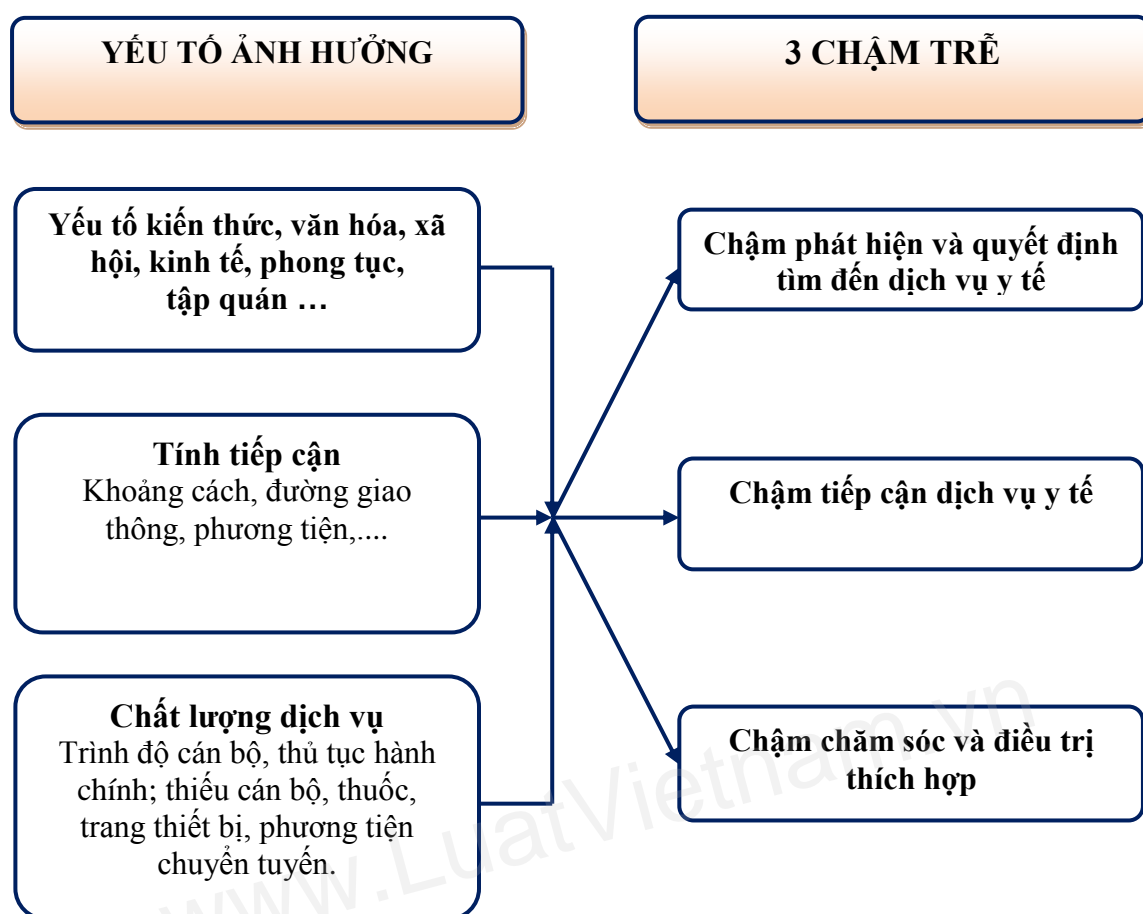 YẾU TỐ ẢNH HƯỞNG
3 CHẬM TRỄ
Yếu tố kiến thức, văn hóa, xã
hội, kinh tế, phong tục,
tập quán …
Chậm phát hiện và quyết định
tìm đến dịch vụ y tế
Tính tiếp cận
Khoảng cách, đường giao
thông, phương tiện,....
Chậm tiếp cận dịch vụ y tế
Chất lượng dịch vụ
Trình độ cán bộ, thủ tục hành
chính; thiếu cán bộ, thuốc,
trang thiết bị, phương tiện
chuyển tuyến.
Chậm chăm sóc và điều trị
thích hợp
www.LuatVietnam.vn